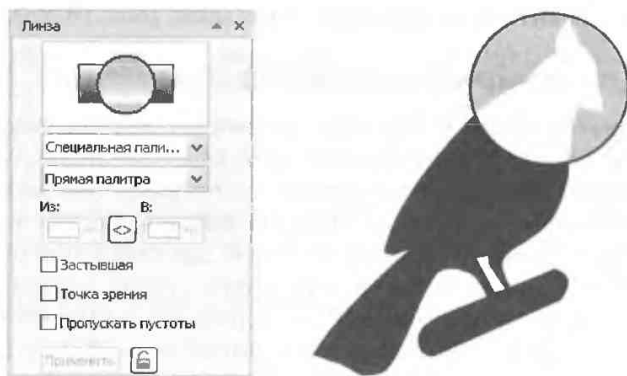 Линза
Специальная пали...
Прямая палитра
Из: В:
<>
Застывшая
Точка зрения
Пропускать пустоты
Применить